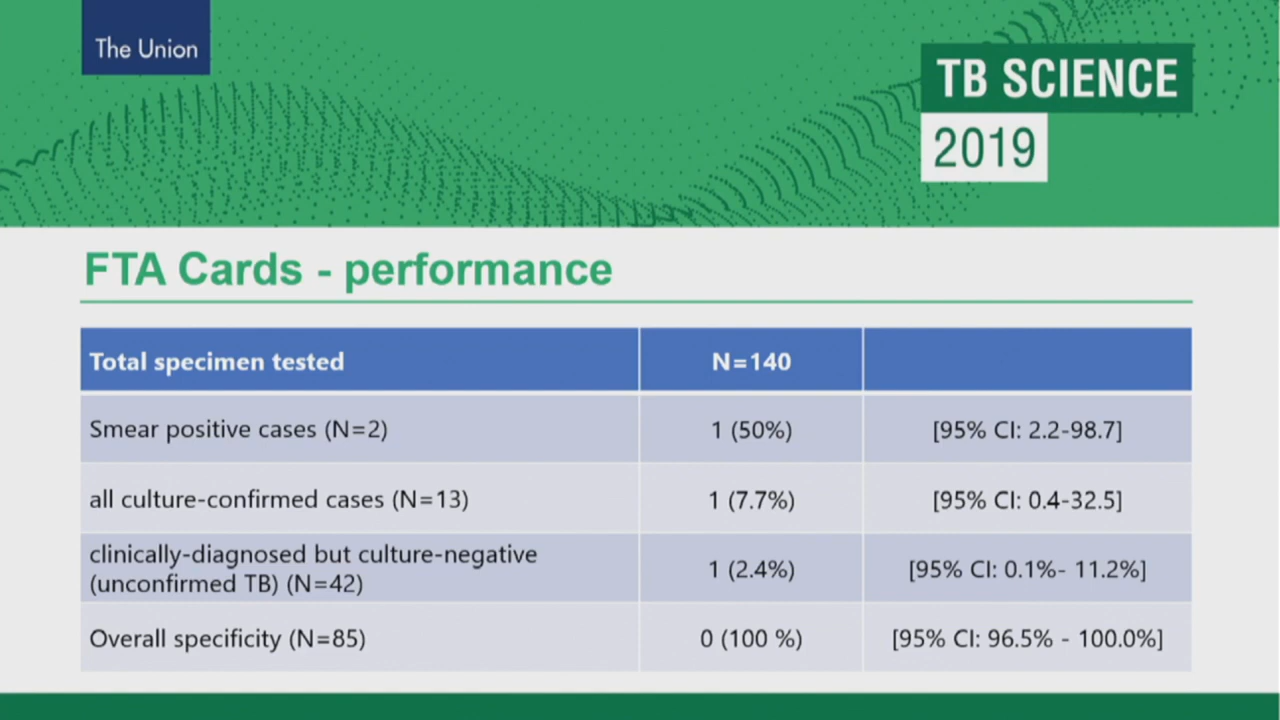 The Union
TB SCIENCE
2019
FTA Cards - performance
Total specimen tested N=140
Smear positive cases (N=2) 1 (50%) [95% CI: 2.2-98.7]
all culture-confirmed cases (N=13) 1 (7.7%) [95% CI: 0.4-32.5]
clinically-diagnosed but culture-negative
(unconfirmed TB) (N=42) 1 (2.4%) [95% CI: 0.1%- 11.2%]
Overall specificity (N=85) 0 (100 %) [95% CI: 96.5% - 100.0%]